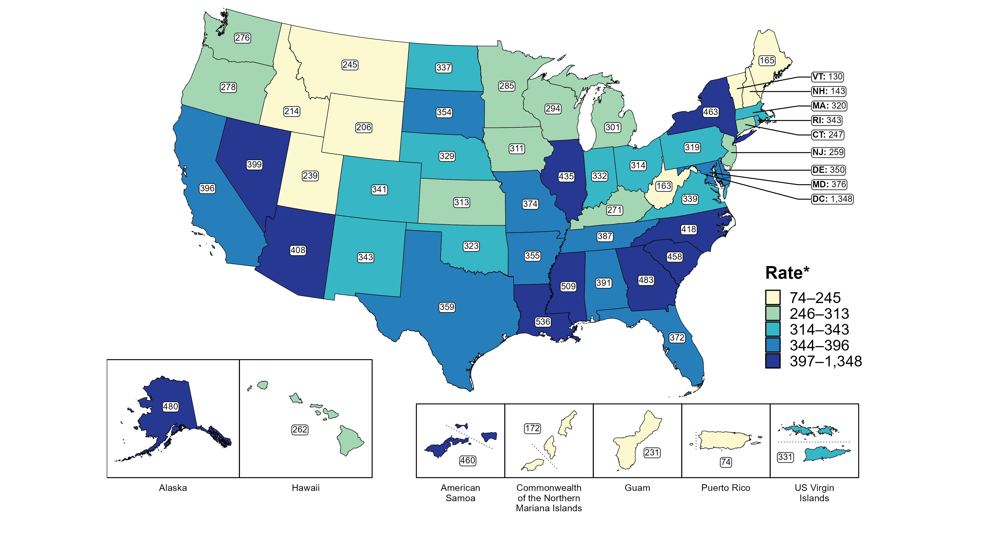 276
165
245
337
VT: 130
278
285
NH: 143
MA: 320
294
214
354
463
RI: 343
206
301
CT: 247
311
319
NJ: 259
329
399
314
DE: 350
239
435
332
MD: 376
396
341
163
313
374
339
DC: 1,348
271
418
387
408
323
343
355
458
509
391
483
Rate*
359
536
74–245
246–313
372
314–343
344–396
397–1,348
480
262
172
460
231
74
331
Alaska
Hawaii
American
Samoa
Commonwealth
of the Northern
Mariana Islands
Guam
Puerto Rico
US Virgin
Islands